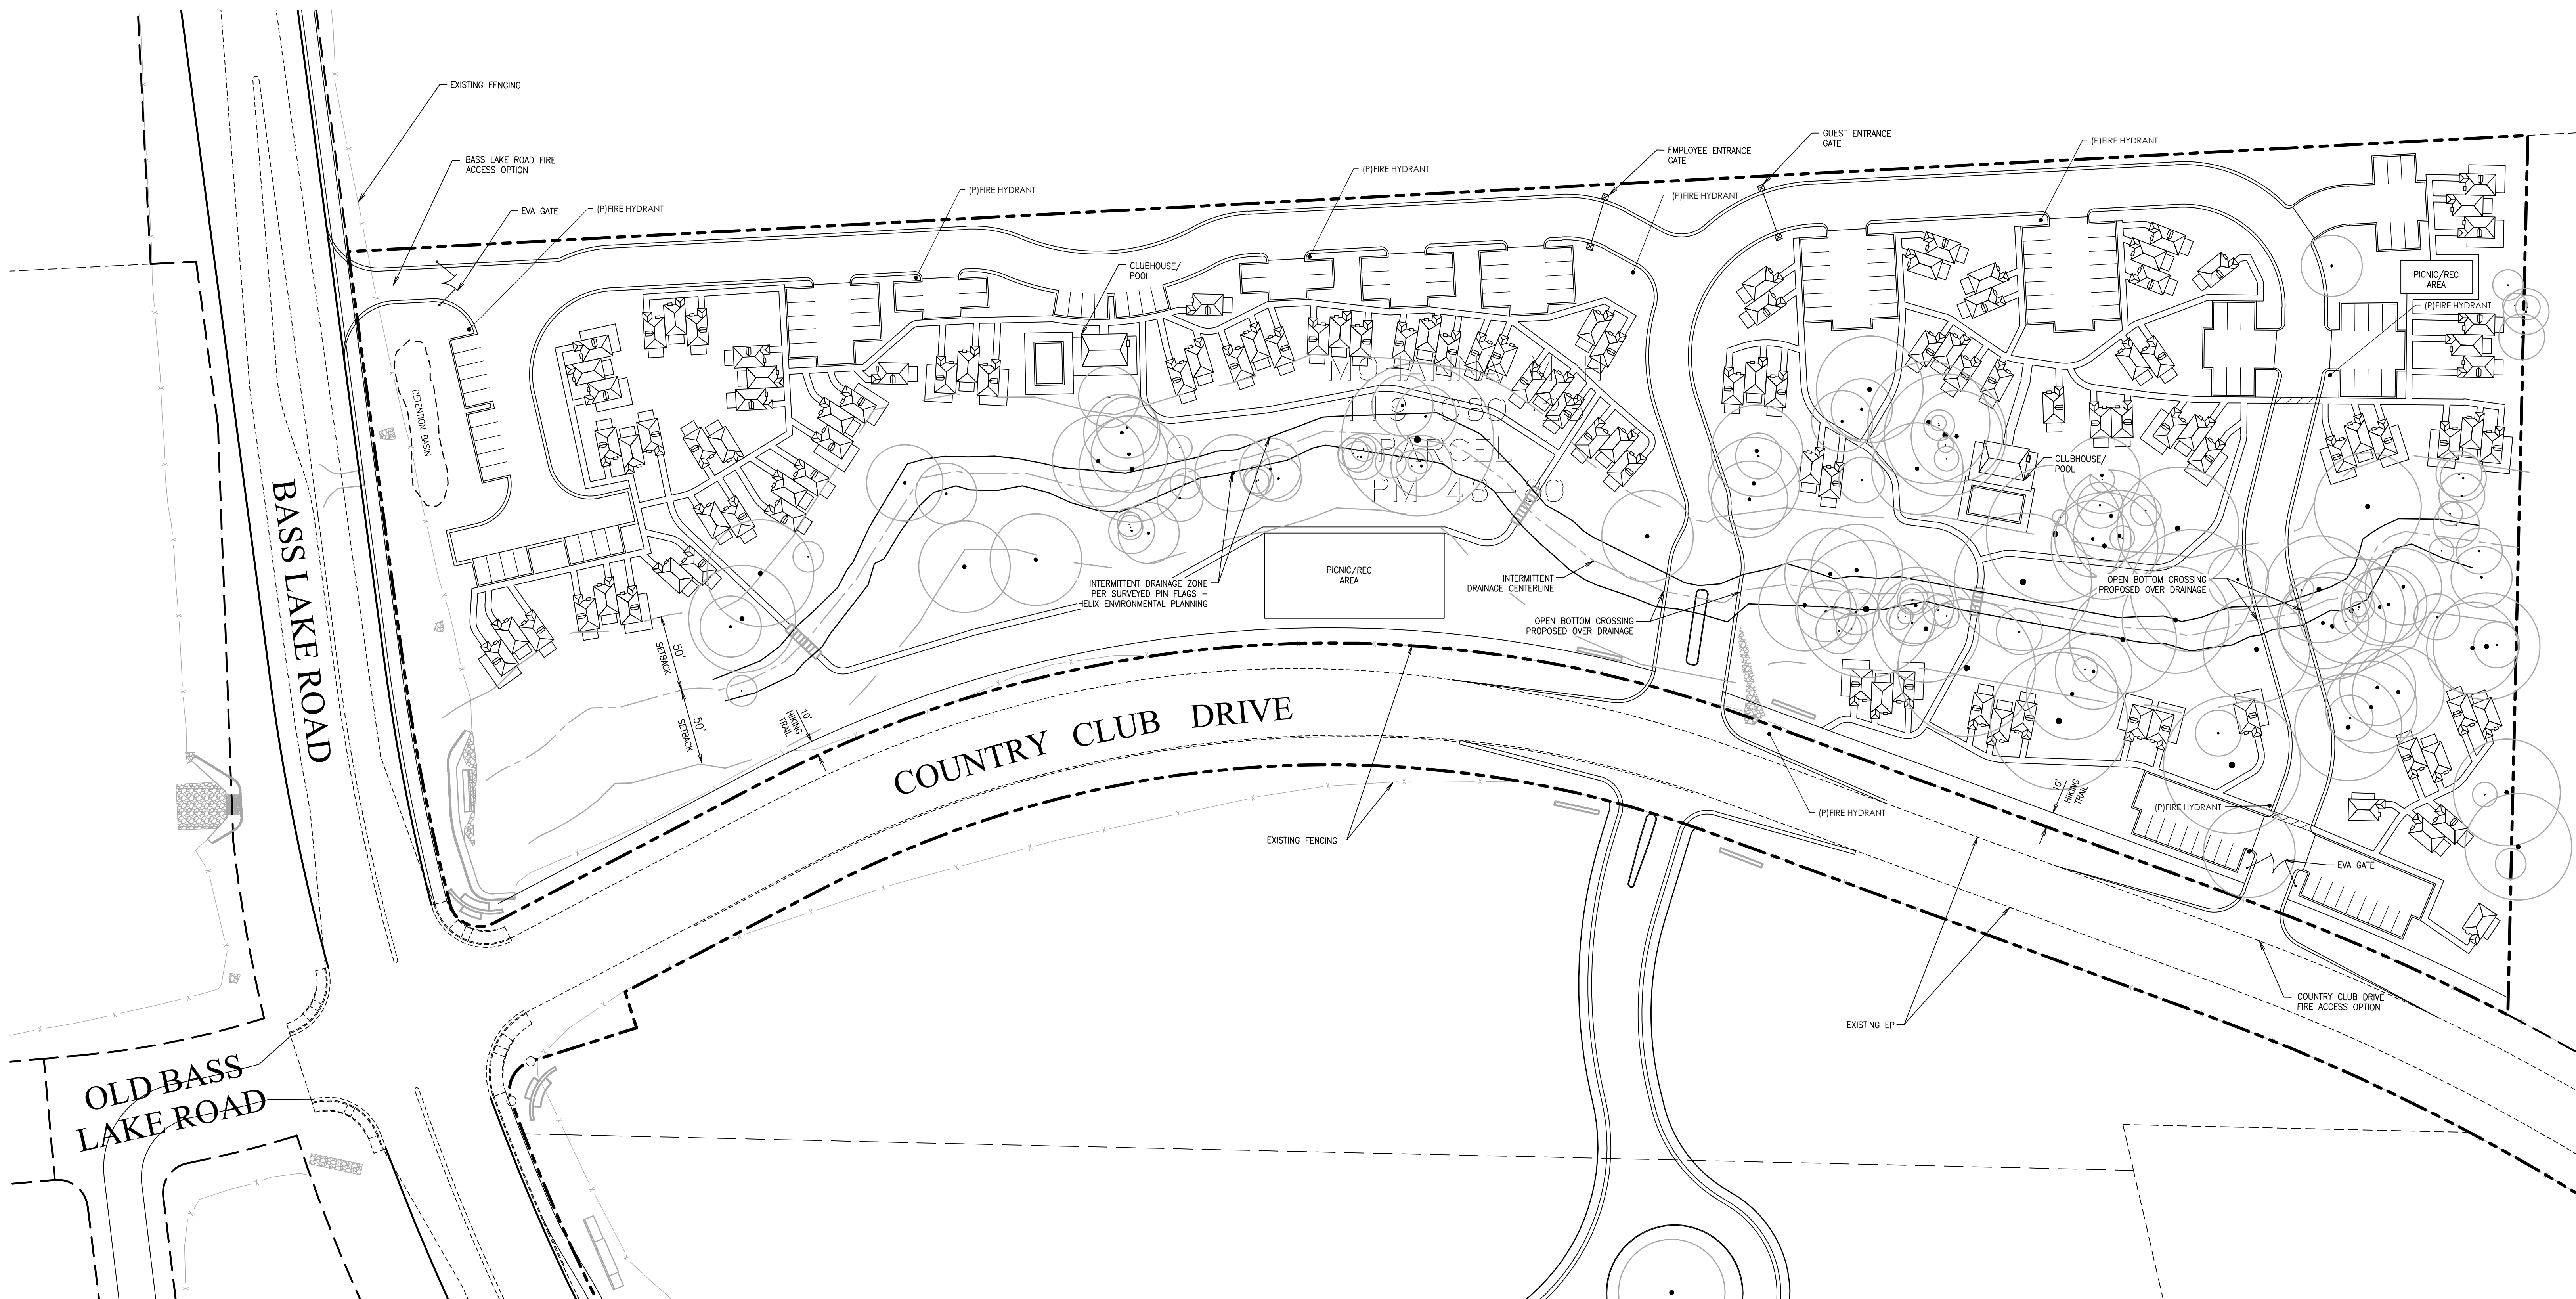 EXISTING FENCING
BASS LAKE ROAD FIRE
ACCESS OPTION
EVA GATE
(P)FIRE HYDRANT
(P)FIRE HYDRANT
(P)FIRE HYDRANT
EMPLOYEE ENTRANCE
GATE
GUEST ENTRANCE
GATE
(P)FIRE HYDRANT
(P)FIRE HYDRANT
CLUBHOUSE/
POOL
PICNIC/REC
AREA
(P)FIRE HYDRANT
DETENTION BASIN
PARCEL 1
PM 48-
CLUBHOUSE/
POOL
PICNIC/REC
AREA
INTERMITTENT DRAINAGE ZONE
PER SURVEYED PIN FLAGS -
HELIX ENVIRONMENTAL PLANNING
INTERMITTENT
DRAINAGE CENTERLINE
OPEN BOTTOM CROSSING
PROPOSED OVER DRAINAGE
OPEN BOTTOM CROSSING
PROPOSED OVER DRAINAGE
50'
SETBACK
50'
SETBACK
10'
HIKING
TRAIL
BASS LAKE ROAD
COUNTRY CLUB DRIVE
10'
HIKING
TRAIL
(P)FIRE HYDRANT
(P)FIRE HYDRANT
EXISTING FENCING
EVA GATE
COUNTRY CLUB DRIVE
FIRE ACCESS OPTION
EXISTING EP
OLD BASS
LAKE ROAD